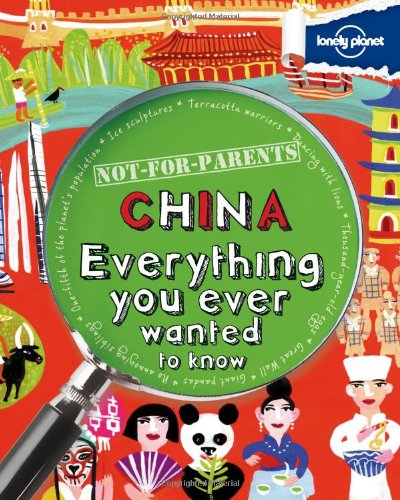 lonely planet
One-fifth of the planet's population * Ice sculptures * Terracotta warriors * Dancing with lions * Thousand-year-old eggs * Great Wall * Giant pandas * No annoying siblings *
NOT-FOR-PARENTS
CHINA
Everything
you ever
wanted
to know